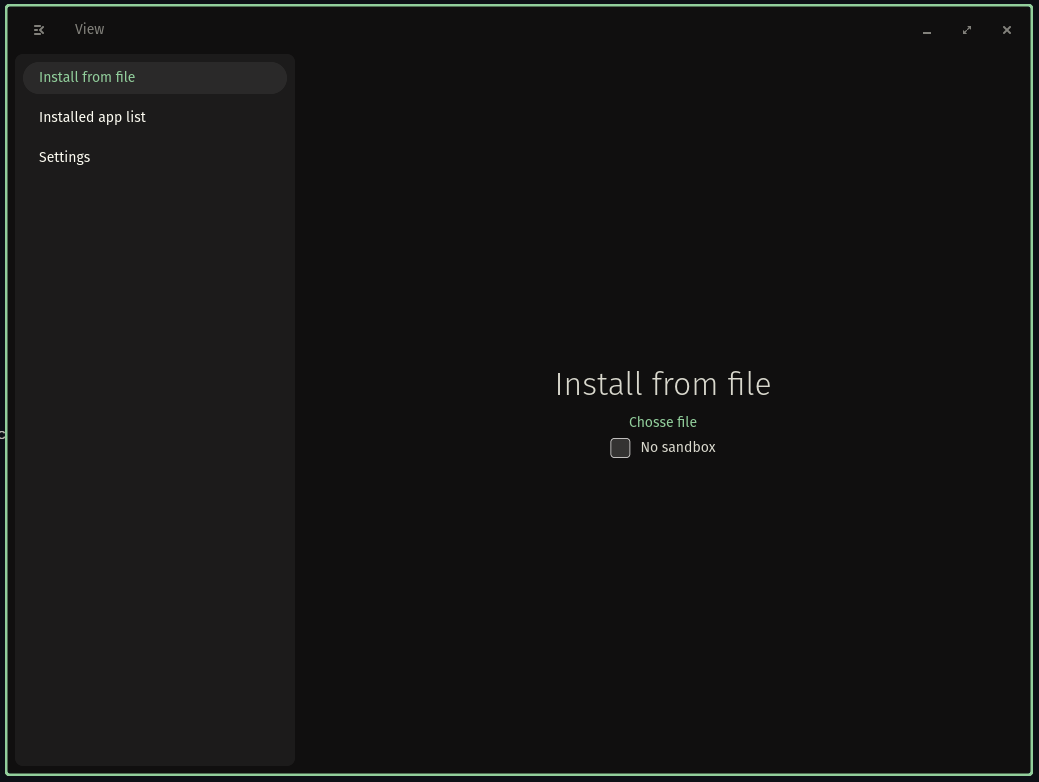 View
Install from file
Installed app list
Settings
Install from file
Chosse file
No sandbox